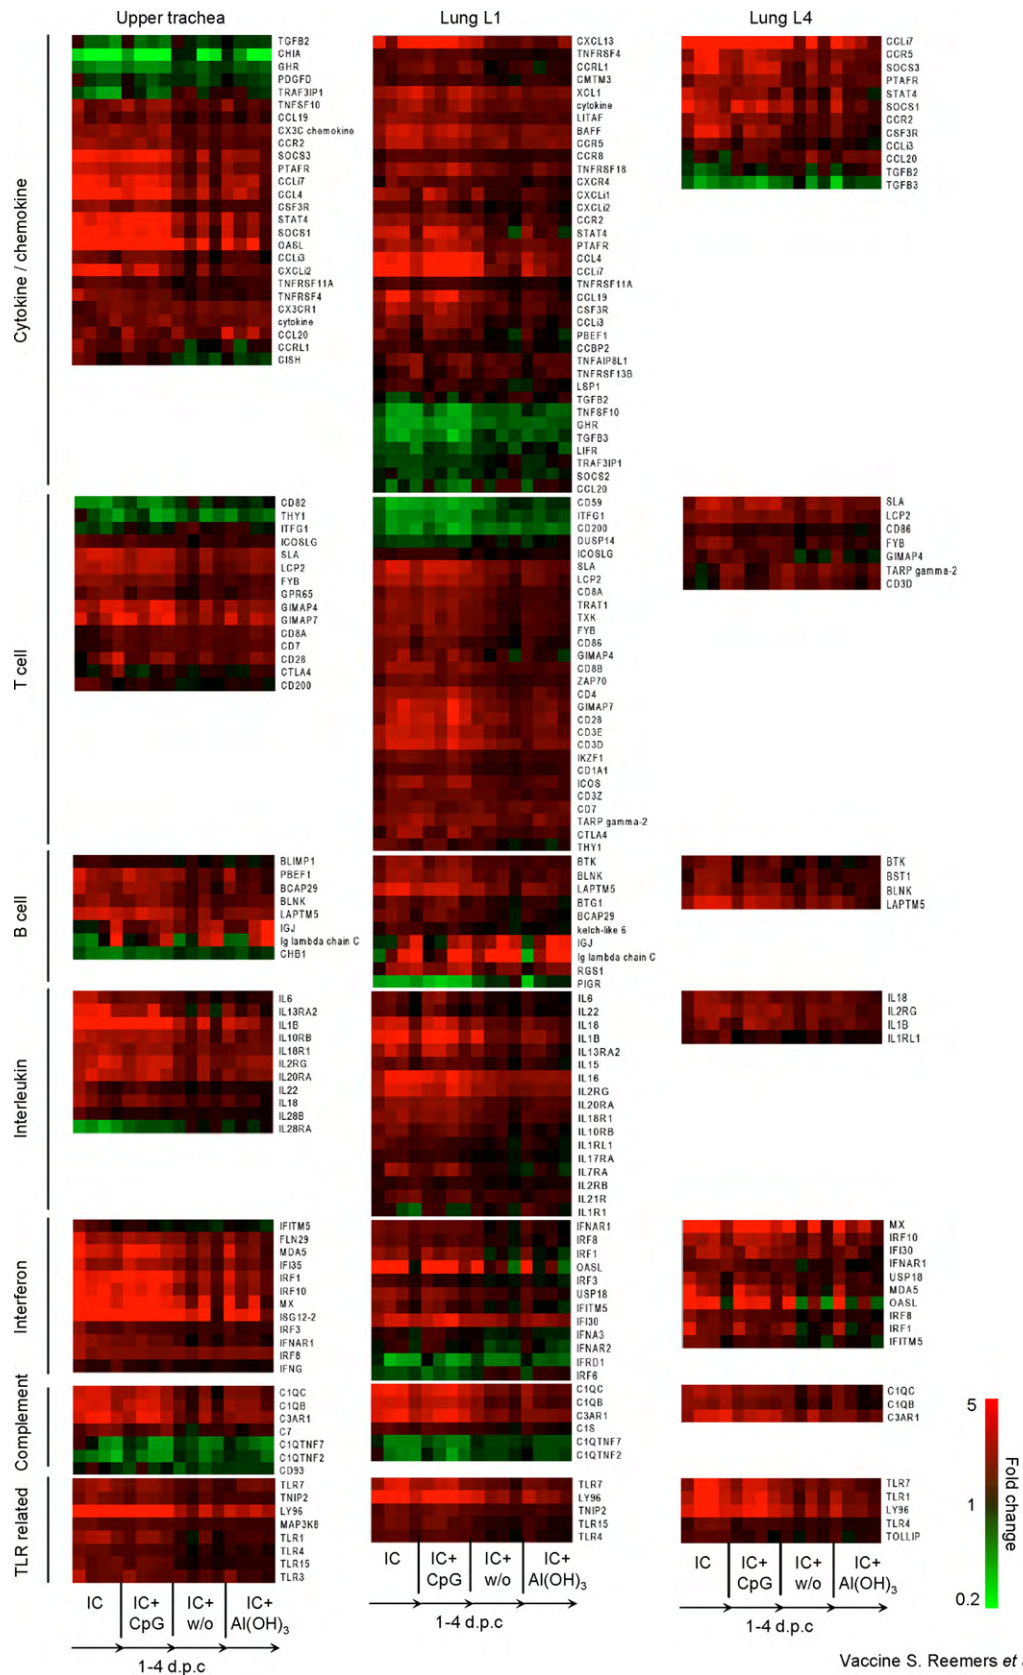 Upper trachea
Lung L1
Lung L4
Cytokine / chemokine
TGFB2
CHIA
GHR
PDGFD
TRAF3IP1
TNFSF10
CCL19
CX3C chemokine
CCR2
SOCS3
PTAFR
CCLi7
CCL4
CSF3R
STAT4
SOCS1
OASL
CCLi3
CXCLi2
TNFRSF11A
TNFRSF4
CX3CR1
cytokine
CCL20
CCRL1
CISH
CXCL13
TNFRSF4
CCRL1
CMTM3
XCL1
cytokine
LITAF
BAFF
CCR5
CCR8
TNFRSF18
CXCR4
CXCLi1
CXCLi2
CCR2
STAT4
PTAFR
CCL4
CCLi7
TNFRSF11A
CCL19
CSF3R
CCLi3
PBEF1
CCBP2
TNFAIP8L1
TNFRSF13B
LSP1
TGFB2
TNFSF10
GHR
TGFB3
LIFR
TRAF3IP1
SOCS2
CCL20
CCLi7
CCR5
SOCS3
PTAFR
STAT4
SOCS1
CCR2
CSF3R
CCLi3
CCL20
TGFB2
TGFB3
T cell
CD82
THY1
ITFG1
ICOSLG
SLA
LCP2
FYB
GPR65
GIMAP4
GIMAP7
CD8A
CD7
CD28
CTLA4
CD200
CD59
ITFG1
CD200
DUSP14
ICOSLG
SLA
LCP2
CD8A
TRAT1
TXK
FYB
CD86
GIMAP4
CD8B
ZAP70
CD4
GIMAP7
CD28
CD3E
CD3D
IKZF1
CD1A1
ICOS
CD3Z
CD7
TARP gamma-2
CTLA4
THY1
SLA
LCP2
CD86
FYB
GIMAP4
TARP gamma-2
CD3D
B cell
BLIMP1
PBEF1
BCAP29
BLNK
LAPTM5
IGJ
Ig lambda chain C
CHB1
BTK
BLNK
LAPTM5
BTG1
BCAP29
kelch-like 6
IGJ
Ig lambda chain C
RGS1
PIGR
BTK
BST1
BLNK
LAPTM5
Interleukin
IL6
IL13RA2
IL1B
IL10RB
IL18R1
IL2RG
IL20RA
IL22
IL18
IL28B
IL28RA
IL6
IL22
IL18
IL1B
IL13RA2
IL15
IL16
IL2RG
IL20RA
IL18R1
IL10RB
IL1RL1
IL17RA
IL7RA
IL2RB
IL21R
IL1R1
IL18
IL2RG
IL1B
IL1RL1
Interferon
IFITM5
FLN29
MDA5
IFI35
IRF1
IRF10
MX
ISG12-2
IRF3
IFNAR1
IRF8
IFNG
IFNAR1
IRF8
IRF1
OASL
IRF3
USP18
IFITM5
IFI30
IFNA3
IFNAR2
IFRD1
IRF6
MX
IRF10
IFI30
IFNAR1
USP18
MDA5
OASL
IRF8
IRF1
IFITM5
Complement
C1QC
C1QB
C3AR1
C7
C1QTNF7
C1QTNF2
CD93
C1QC
C1QB
C3AR1
C1S
C1QTNF7
C1QTNF2
C1QC
C1QB
C3AR1
TLR related
TLR7
TNIP2
LY96
MAP3K8
TLR1
TLR4
TLR15
TLR3
TLR7
LY96
TNIP2
TLR15
TLR4
TLR7
TLR1
LY96
TLR4
TOLLIP
5
1
0.2
Fold change
IC
IC+ CpG
IC+ w/o
IC+ Al(OH)3
1-4 d.p.c
IC
IC+ CpG
IC+ w/o
IC+ Al(OH)3
1-4 d.p.c
IC
IC+ CpG
IC+ w/o
IC+ Al(OH)3
1-4 d.p.c
Vaccine S. Reemers et